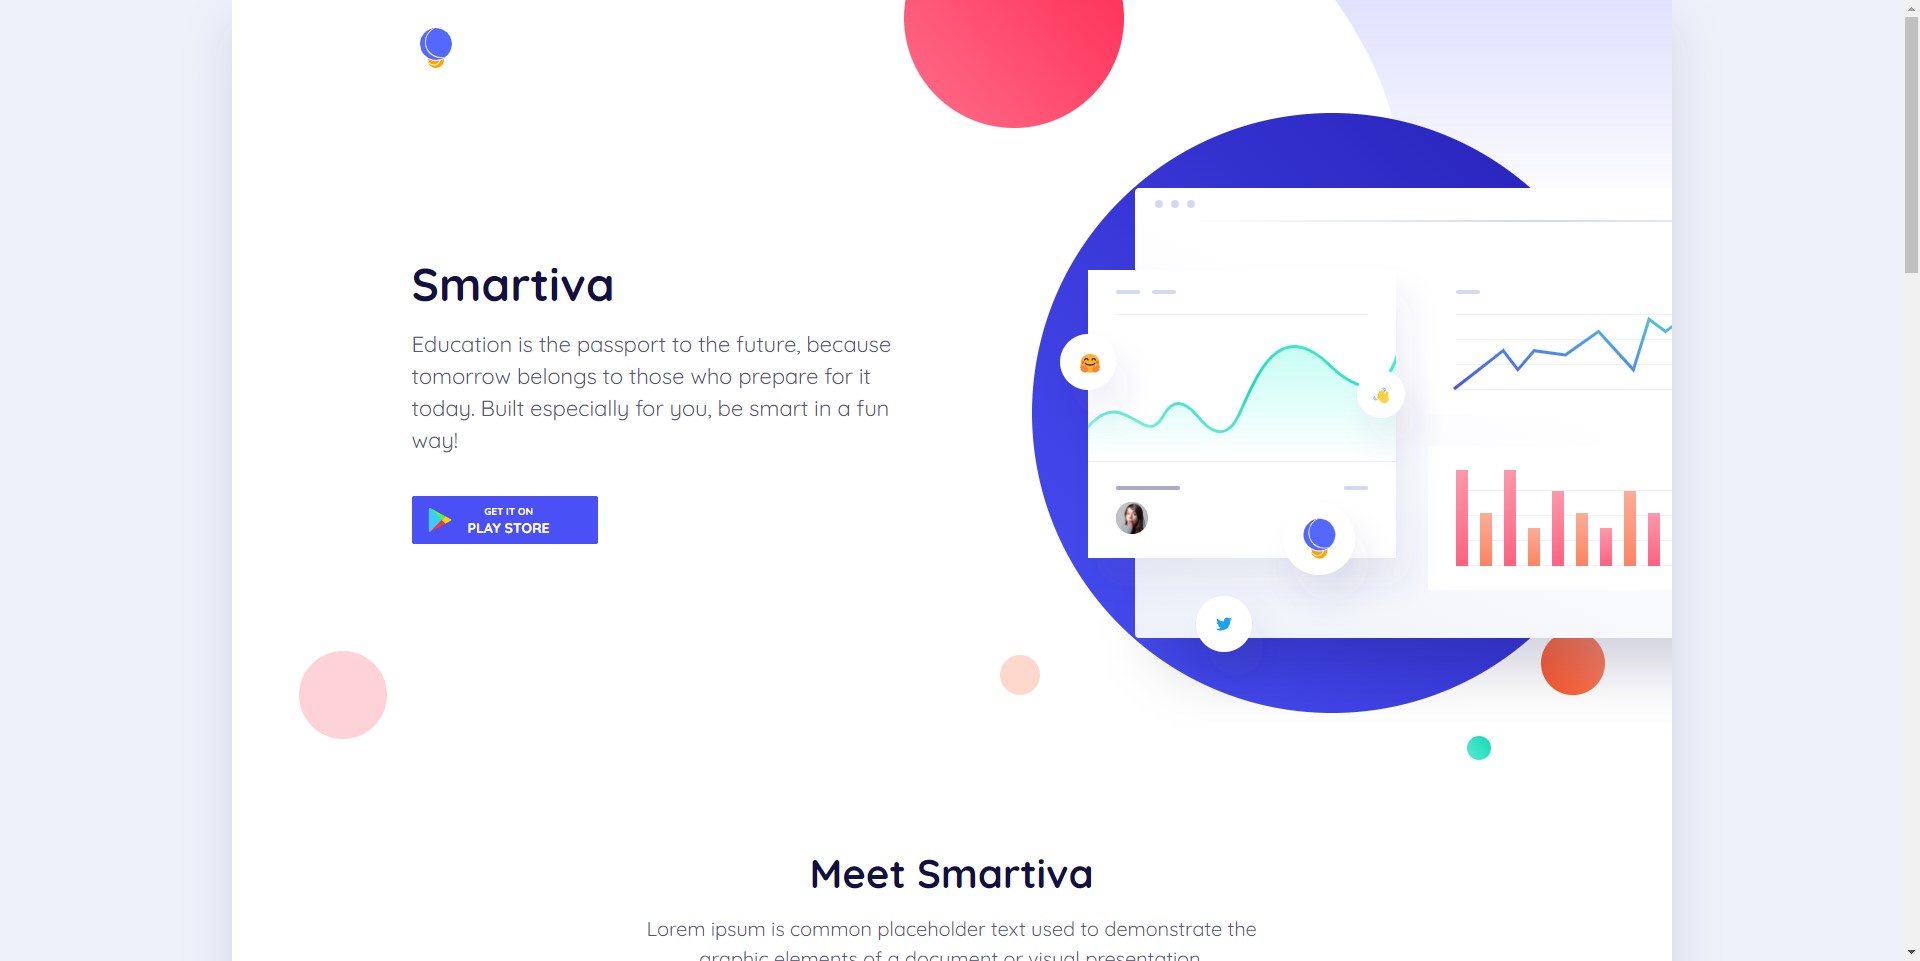 Smartiva
Education is the passport to the future, because
tomorrow belongs to those who prepare for it
today. Built especially for you, be smart in a fun
way!
GET IT ON
PLAY STORE
Meet Smartiva
Lorem ipsum is common placeholder text used to demonstrate the
graphic elements of a document or visual presentation.